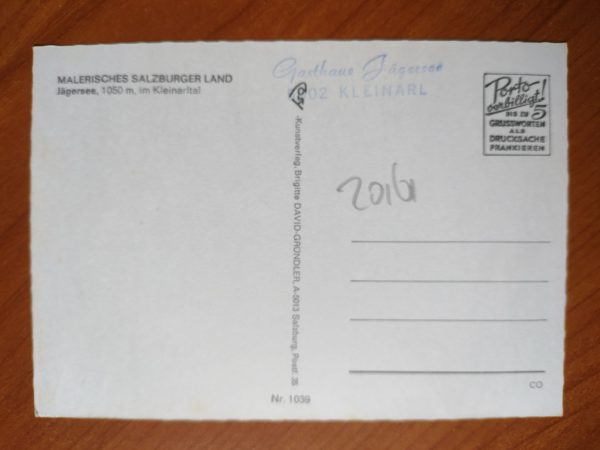 MALERISCHES SALZBURGER LAND
Jägersee, 1050 m, im Kleinarltal
Gasthaus Jägersee
02 KLEINARL
Porto
verbilligt!
BIS ZU 5
GRUSSWORTEN
ALS
DRUCKSACHE
FRANKIEREN
-Kunstverlag, Brigitte DAVID-GRÜNDLER, A-5013 Salzburg, Postf. 35
2016
CO
Nr. 1039